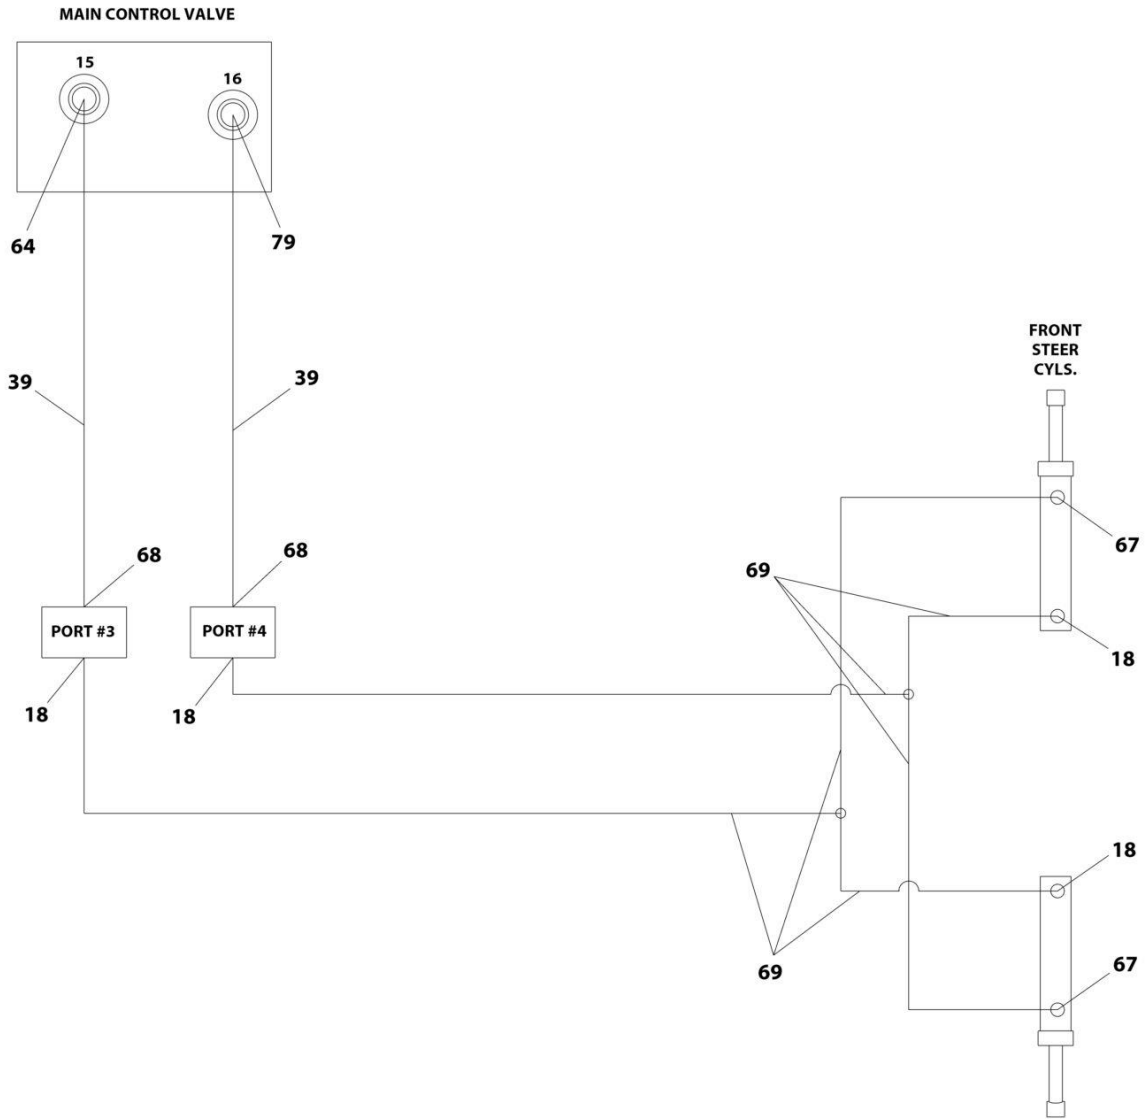 MAIN CONTROL VALVE
15
16
64
79
FRONT
STEER
CYLS.
39
39
67
68
68
69
PORT #3
PORT #4
18
18
18
18
67
69